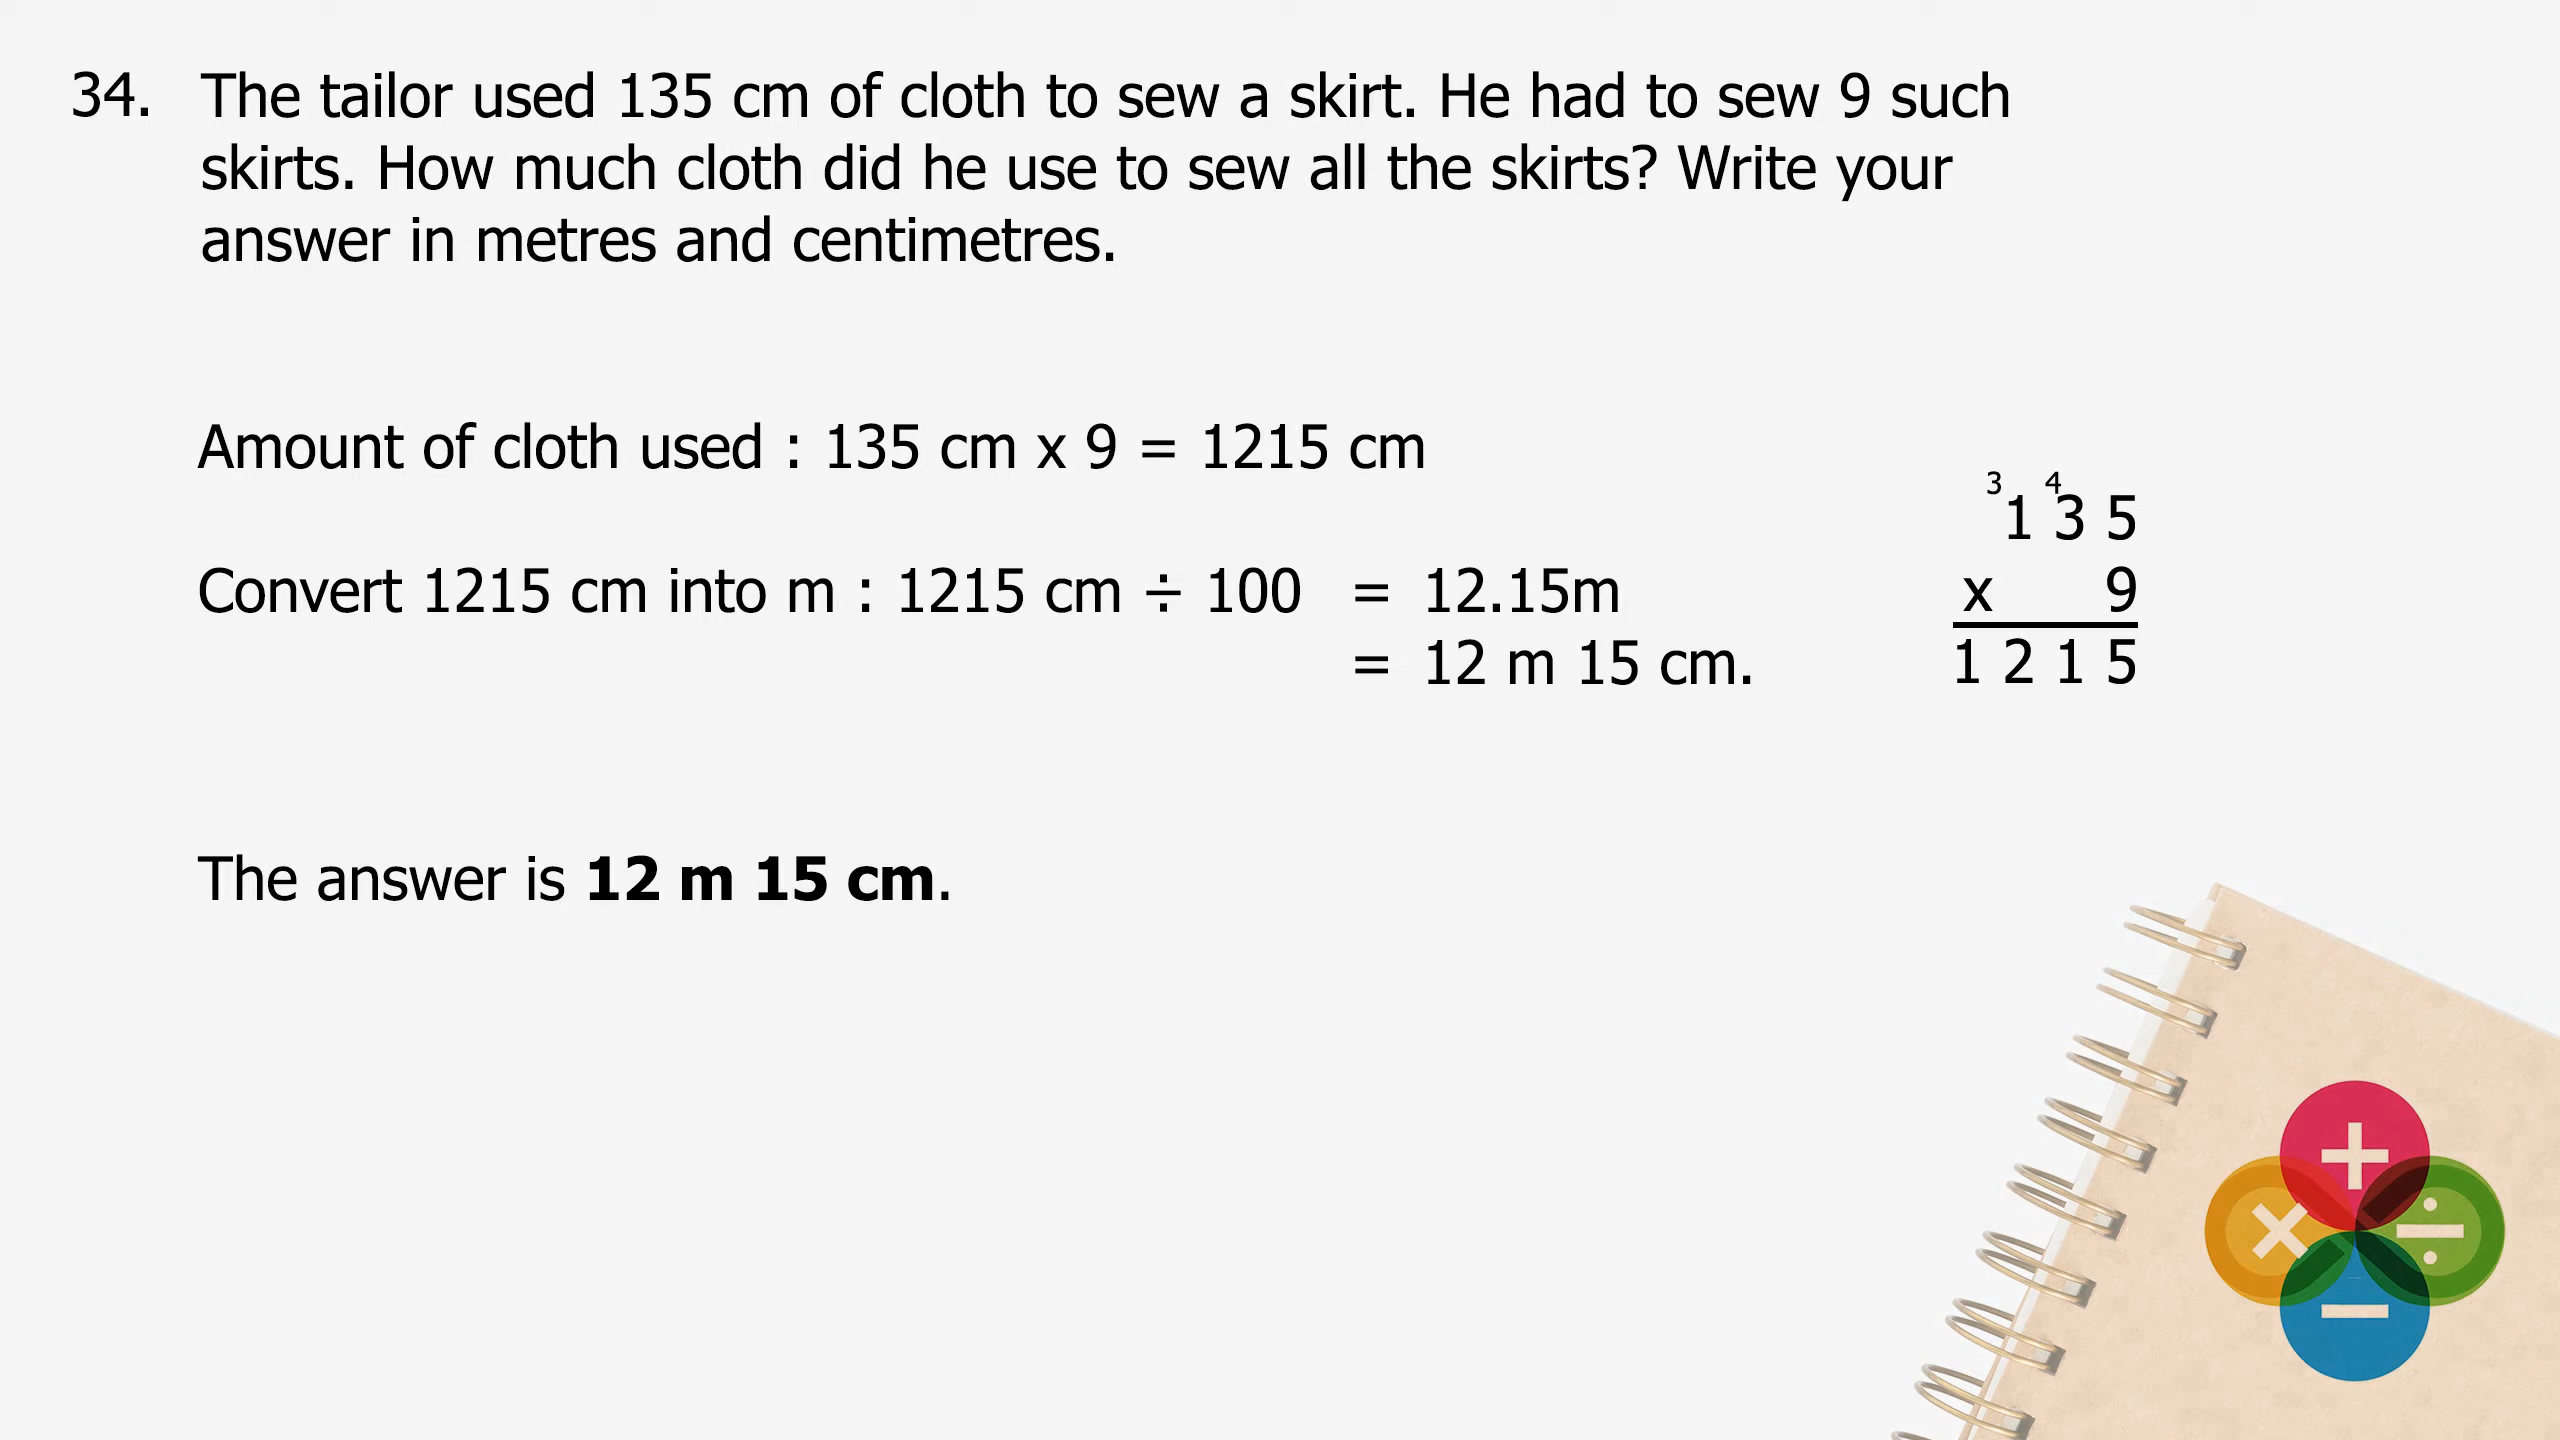 34. The tailor used 135 cm of cloth to sew a skirt. He had to sew 9 such
skirts. How much cloth did he use to sew all the skirts? Write your
answer in metres and centimetres.
Amount of cloth used : 135 cm x 9 = 1215 cm
Convert 1215 cm into m : 1215 cm ÷ 100 = 12.15m
= 12 m 15 cm.
3 4
1 3 5
x 9
1 2 1 5
The answer is 12 m 15 cm.
+
× ÷
−